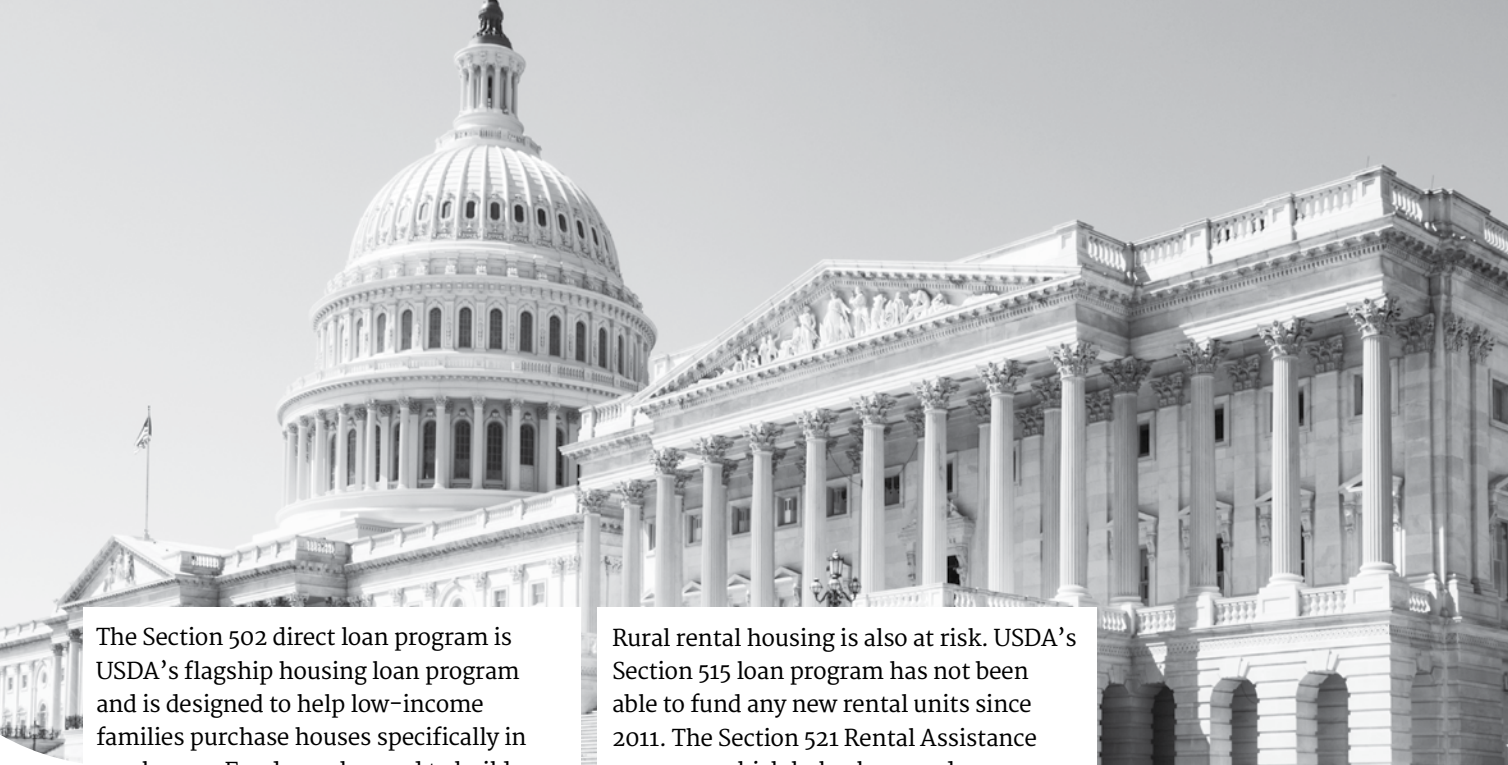 The Section 502 direct loan program is
USDA’s flagship housing loan program
and is designed to help low-income
families purchase houses specifically in
Rural rental housing is also at risk. USDA’s
Section 515 loan program has not been
able to fund any new rental units since
2011. The Section 521 Rental Assistance